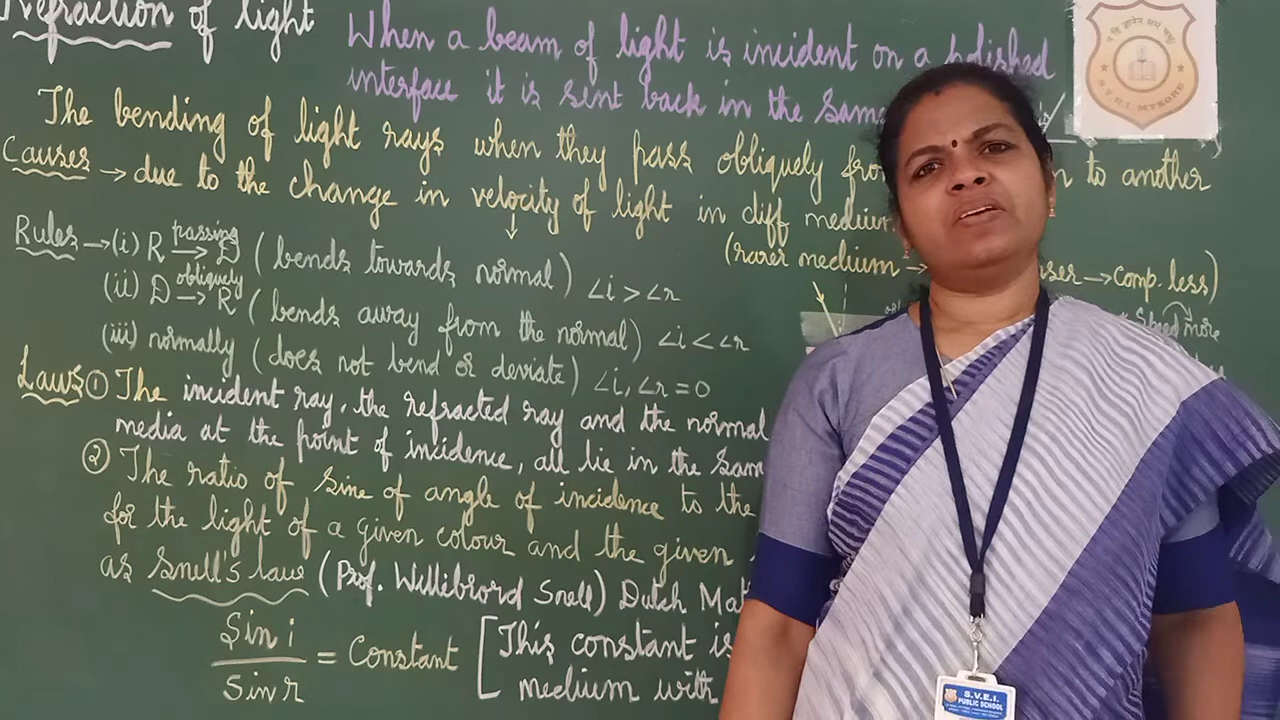 Refraction of light
When a beam of light is incident on a polished
interface it is sent back in the same
The bending of light rays when they pass obliquely to another
Causes → due to the change in velocity of light in diff medium
(rarer medium → → comp. less)
Rules → (i) R passing → D (bends towards normal) ∠i > ∠r
(ii) D obliquely → R (bends away from the normal) ∠i < ∠r
(iii) normally (does not bend or deviate) ∠i, ∠r = 0
Speed more
Laws ① The incident ray, the refracted ray and the normal
media at the point of incidence, all lie in the sam
② The ratio of sine of angle of incidence to the
for the light of a given colour and the given
as Snell's law (Prof. Willibrord Snell) Dutch Mat
Sin i
Sin r
= Constant [This constant is
medium with
S.V.E.I. MYSORE
S.V.E.I.
PUBLIC SCHOOL